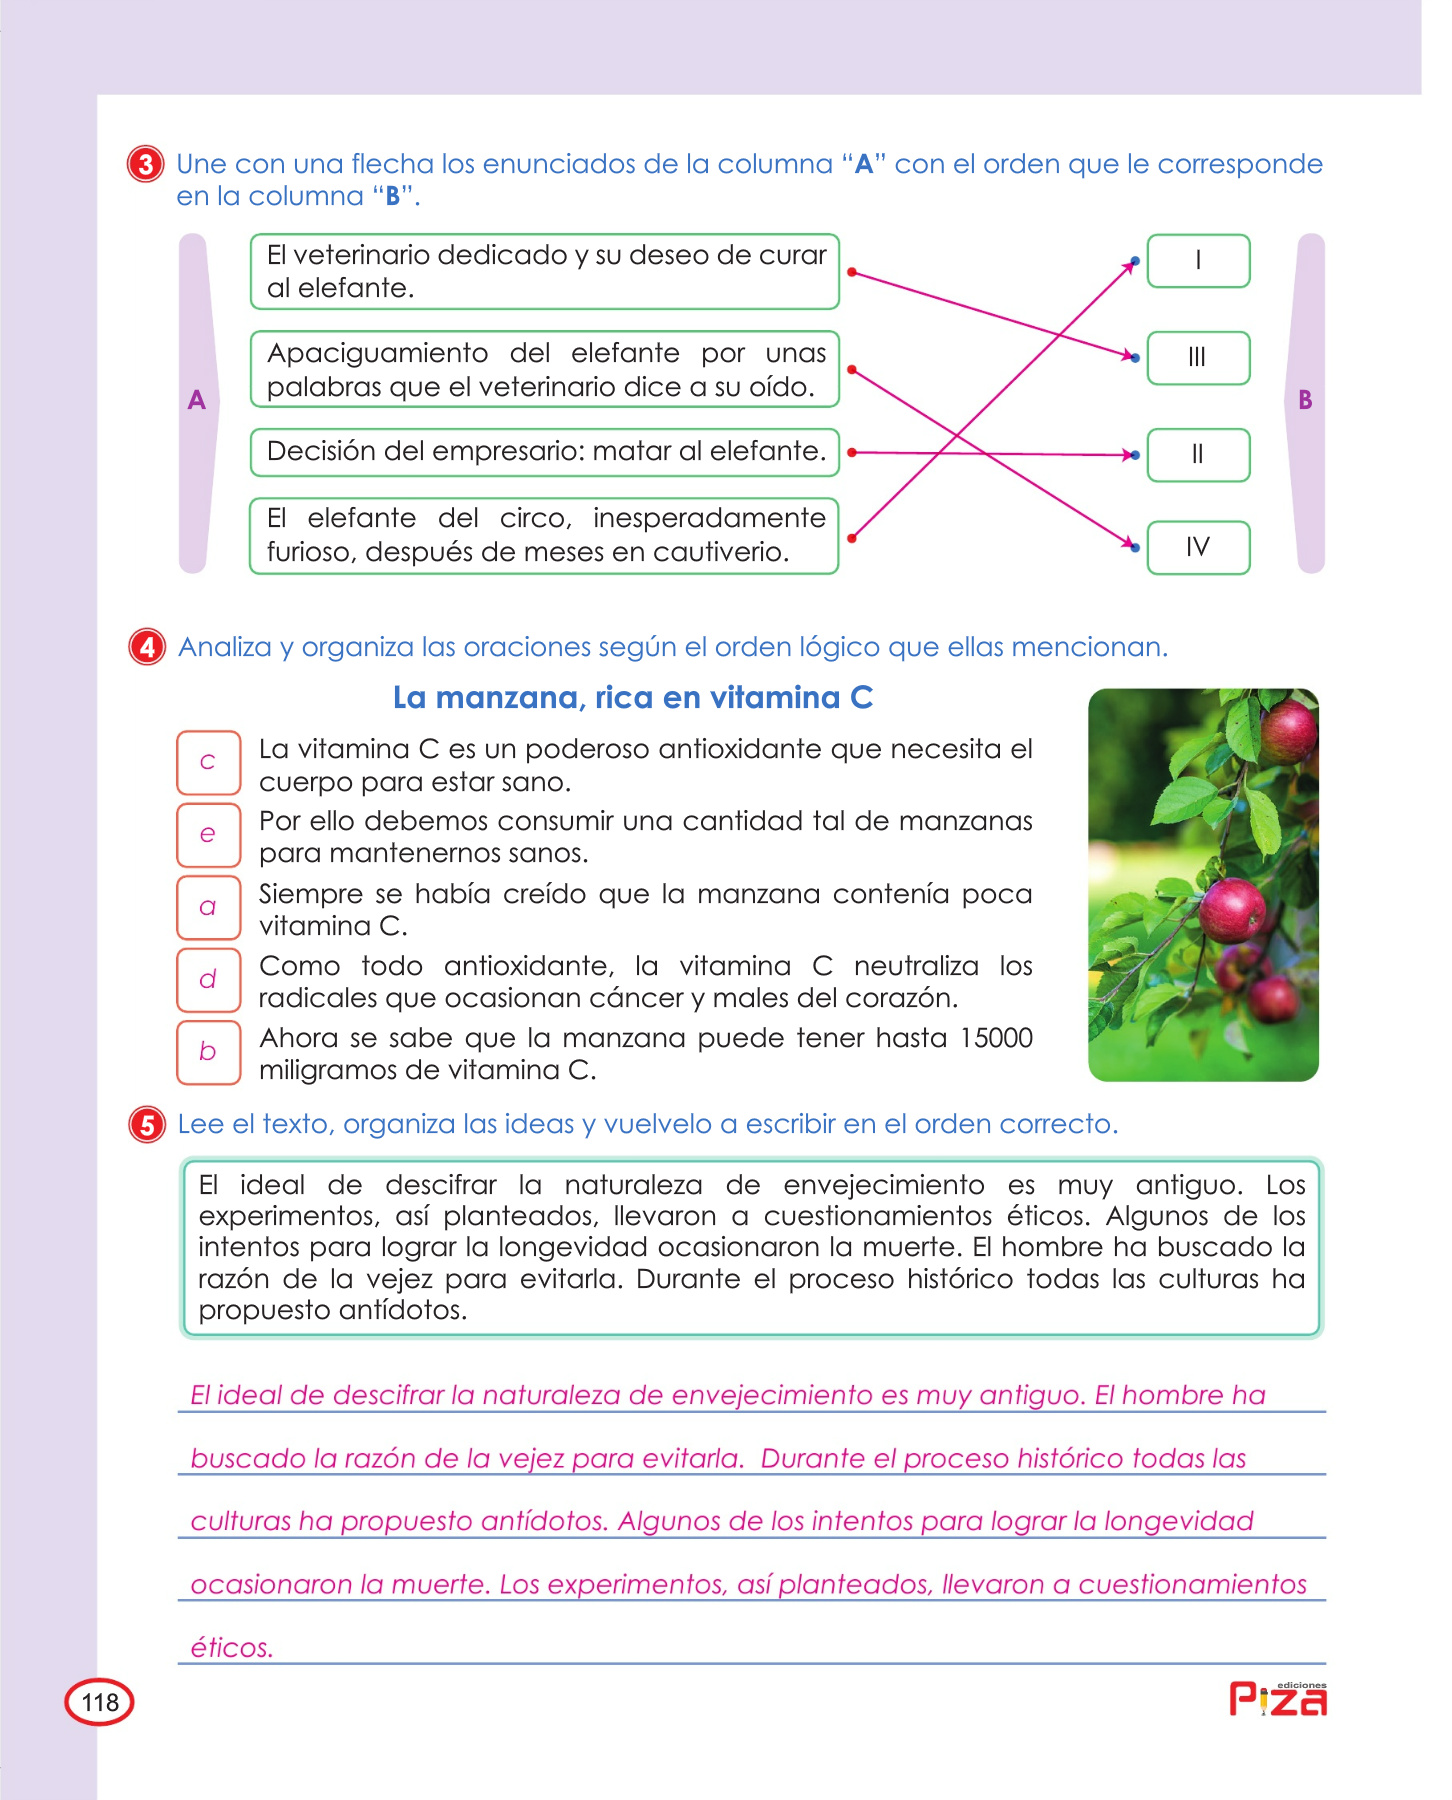 3 Une con una flecha los enunciados de la columna “A” con el orden que le corresponde
en la columna “B”.
A
El veterinario dedicado y su deseo de curar
al elefante.
Apaciguamiento del elefante por unas
palabras que el veterinario dice a su oído.
Decisión del empresario: matar al elefante.
El elefante del circo, inesperadamente
furioso, después de meses en cautiverio.
I
III
II
IV
B
4 Analiza y organiza las oraciones según el orden lógico que ellas mencionan.
La manzana, rica en vitamina C
c La vitamina C es un poderoso antioxidante que necesita el
cuerpo para estar sano.
e Por ello debemos consumir una cantidad tal de manzanas
para mantenernos sanos.
a Siempre se había creído que la manzana contenía poca
vitamina C.
d Como todo antioxidante, la vitamina C neutraliza los
radicales que ocasionan cáncer y males del corazón.
b Ahora se sabe que la manzana puede tener hasta 15000
miligramos de vitamina C.
5 Lee el texto, organiza las ideas y vuelvelo a escribir en el orden correcto.
El ideal de descifrar la naturaleza de envejecimiento es muy antiguo. Los
experimentos, así planteados, llevaron a cuestionamientos éticos. Algunos de los
intentos para lograr la longevidad ocasionaron la muerte. El hombre ha buscado la
razón de la vejez para evitarla. Durante el proceso histórico todas las culturas ha
propuesto antídotos.
El ideal de descifrar la naturaleza de envejecimiento es muy antiguo. El hombre ha
buscado la razón de la vejez para evitarla. Durante el proceso histórico todas las
culturas ha propuesto antídotos. Algunos de los intentos para lograr la longevidad
ocasionaron la muerte. Los experimentos, así planteados, llevaron a cuestionamientos
éticos.
118
ediciones
Piza